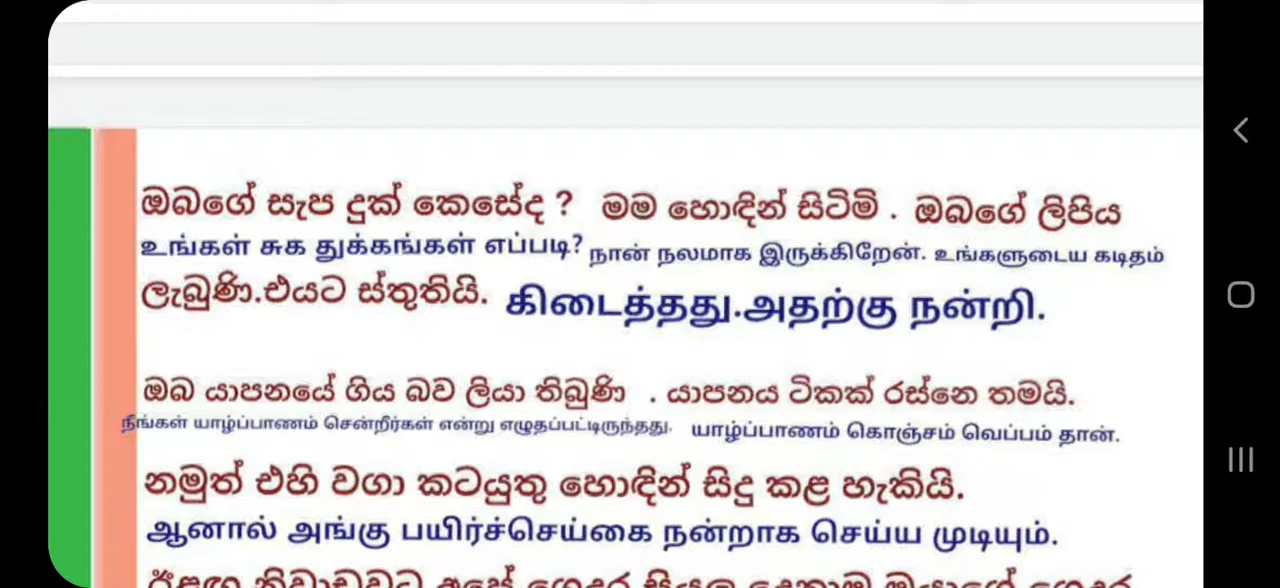 ඔබගේ සැප දුක් කෙසේද ? මම හොඳින් සිටිමි . ඔබගේ ලිපිය
உங்கள் சுக துக்கங்கள் எப்படி? நான் நலமாக இருக்கிறேன். உங்களுடைய கடிதம்
ලැබුණි.එයට ස්තුතියි. கிடைத்தது.அதற்கு நன்றி.
ඔබ යාපනයේ ගිය බව ලියා තිබුණි . යාපනය ටිකක් රස්නෙ තමයි.
நீங்கள் யாழ்ப்பாணம் சென்றீர்கள் என்று எழுதப்பட்டிருந்தது. யாழ்ப்பாணம் கொஞ்சம் வெப்பம் தான்.
නමුත් එහි වගා කටයුතු හොඳින් සිදු කළ හැකියි.
ஆனால் அங்கு பயிர்ச்செய்கை நன்றாக செய்ய முடியும்.